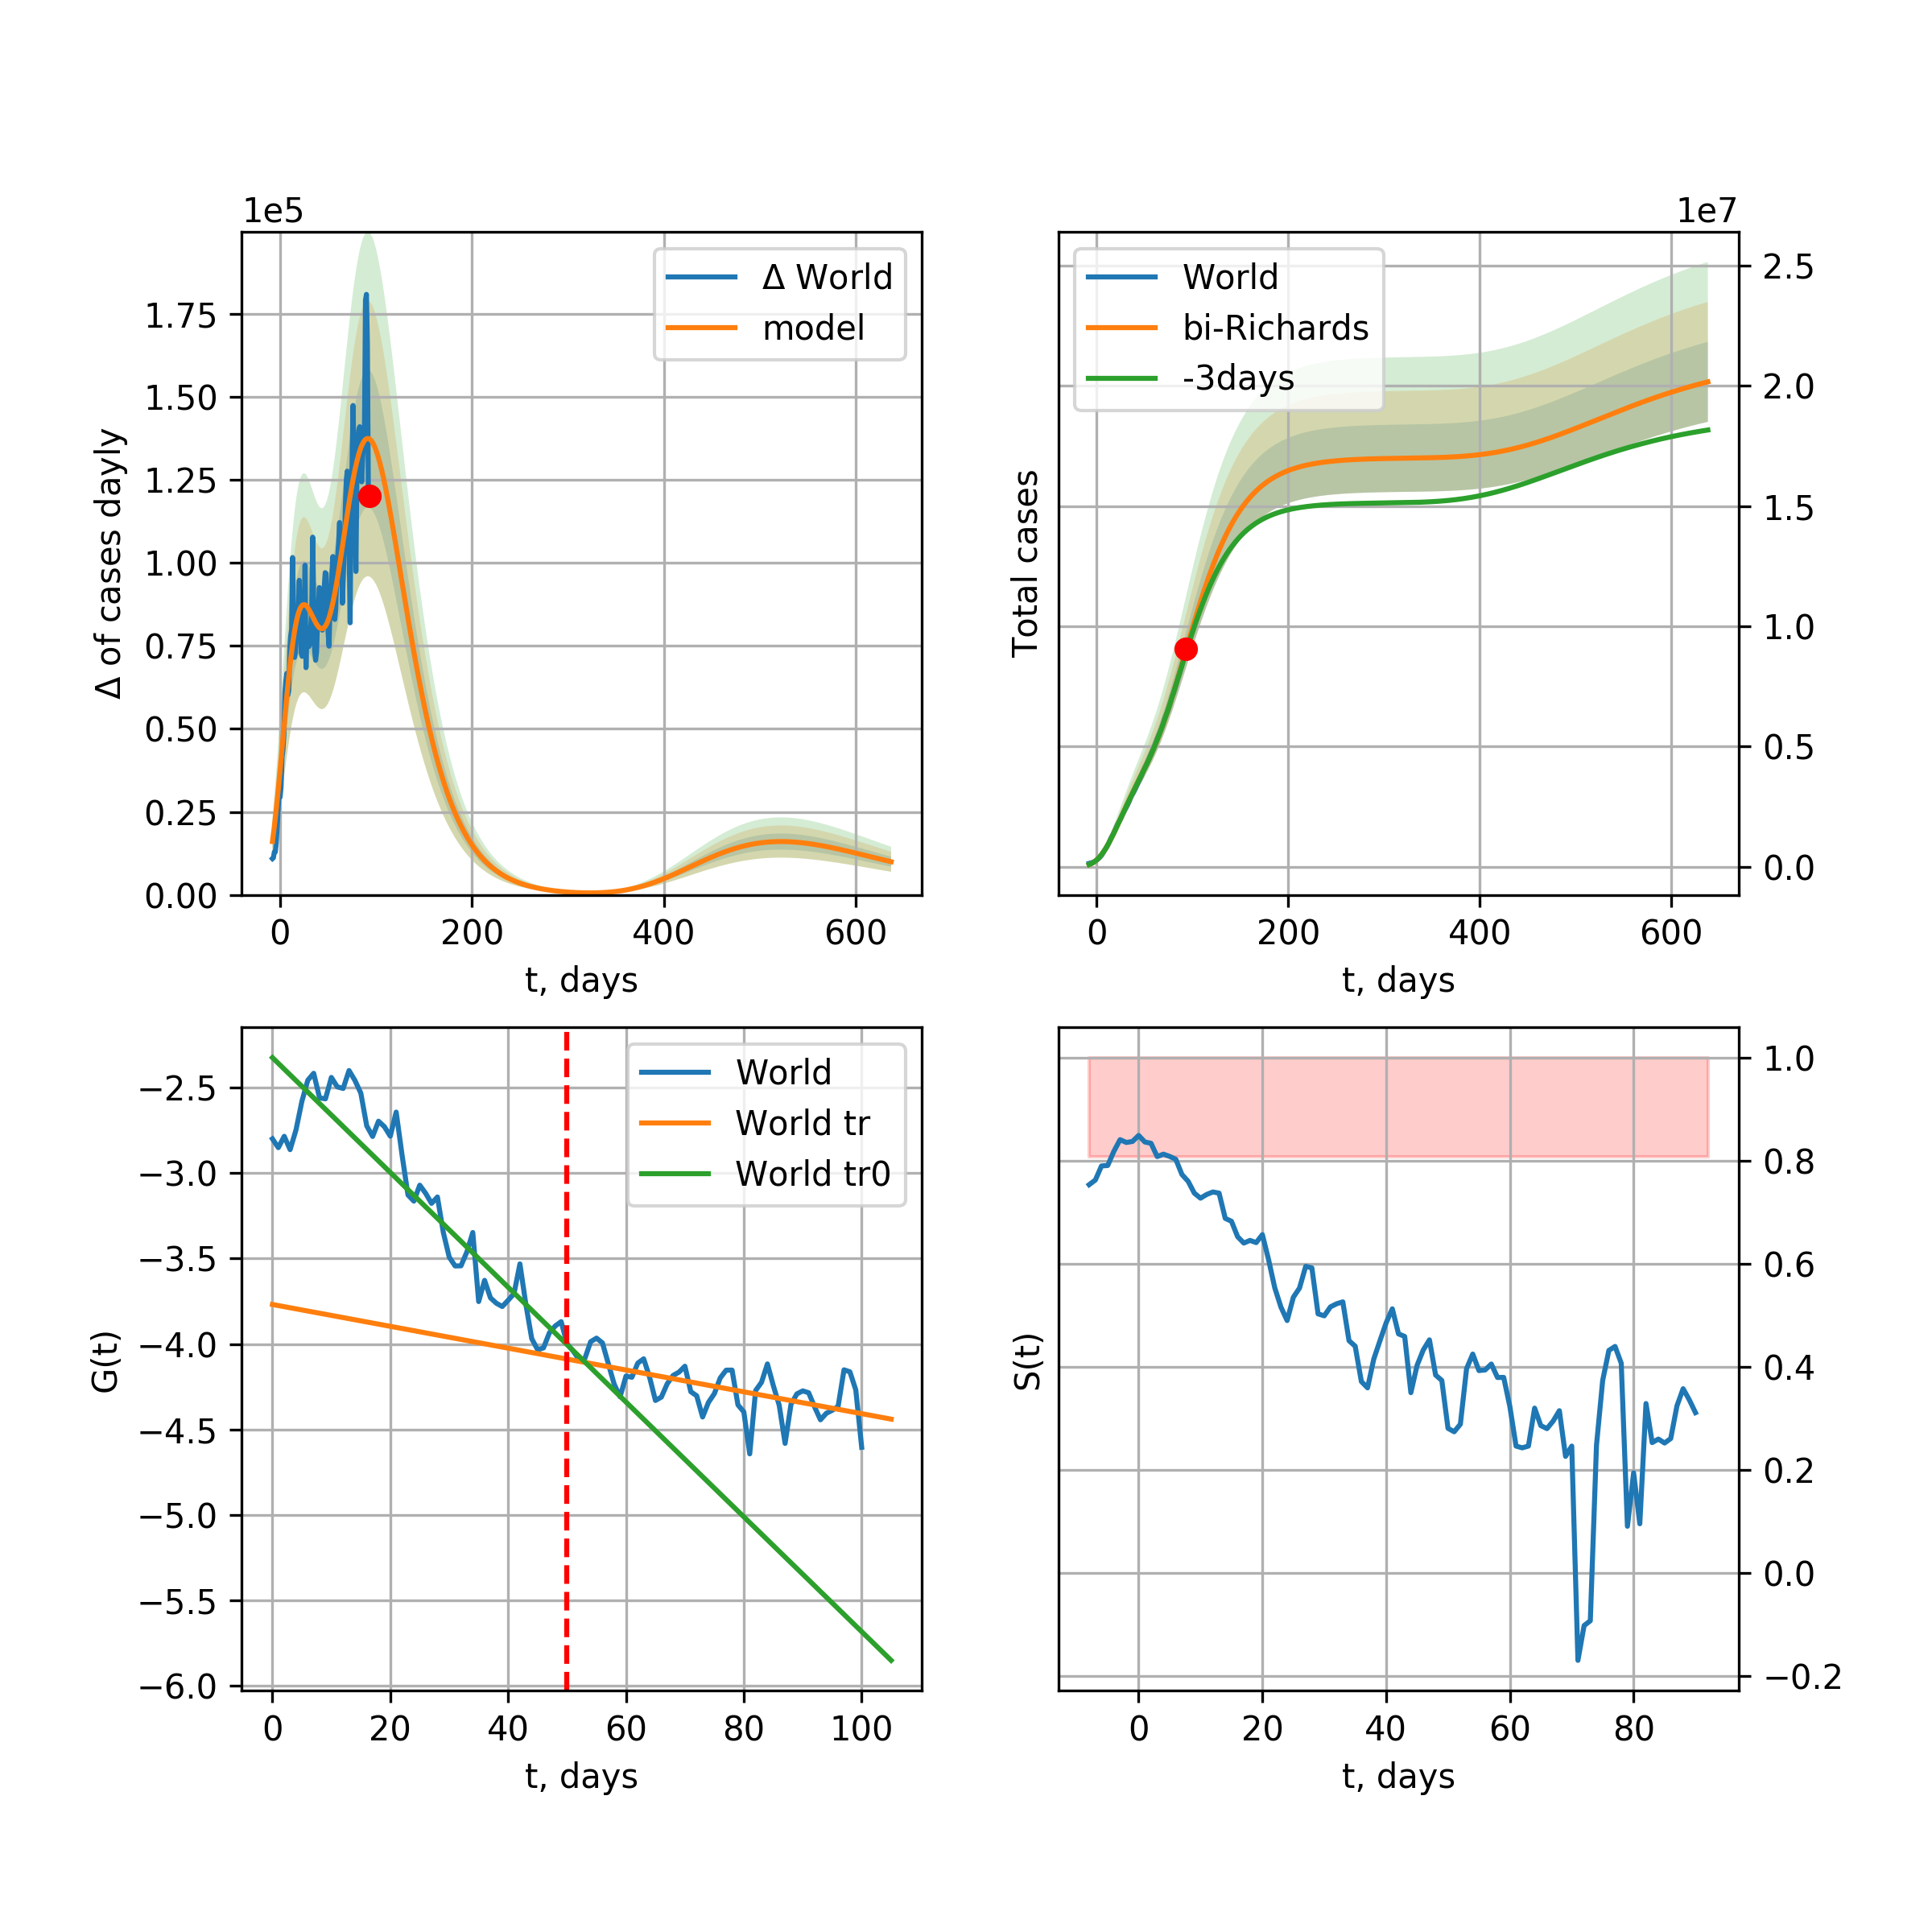 1e5
Δ of cases dayly
1.75
1.50
1.25
1.00
0.75
0.50
0.25
0.00
0 200 400 600
t, days
Δ World
model
1e7
Total cases
2.5
2.0
1.5
1.0
0.5
0.0
0 200 400 600
t, days
World
bi-Richards
-3days
G(t)
−2.5
−3.0
−3.5
−4.0
−4.5
−5.0
−5.5
−6.0
0 20 40 60 80 100
t, days
World
World tr
World tr0
S(t)
1.0
0.8
0.6
0.4
0.2
0.0
−0.2
0 20 40 60 80
t, days